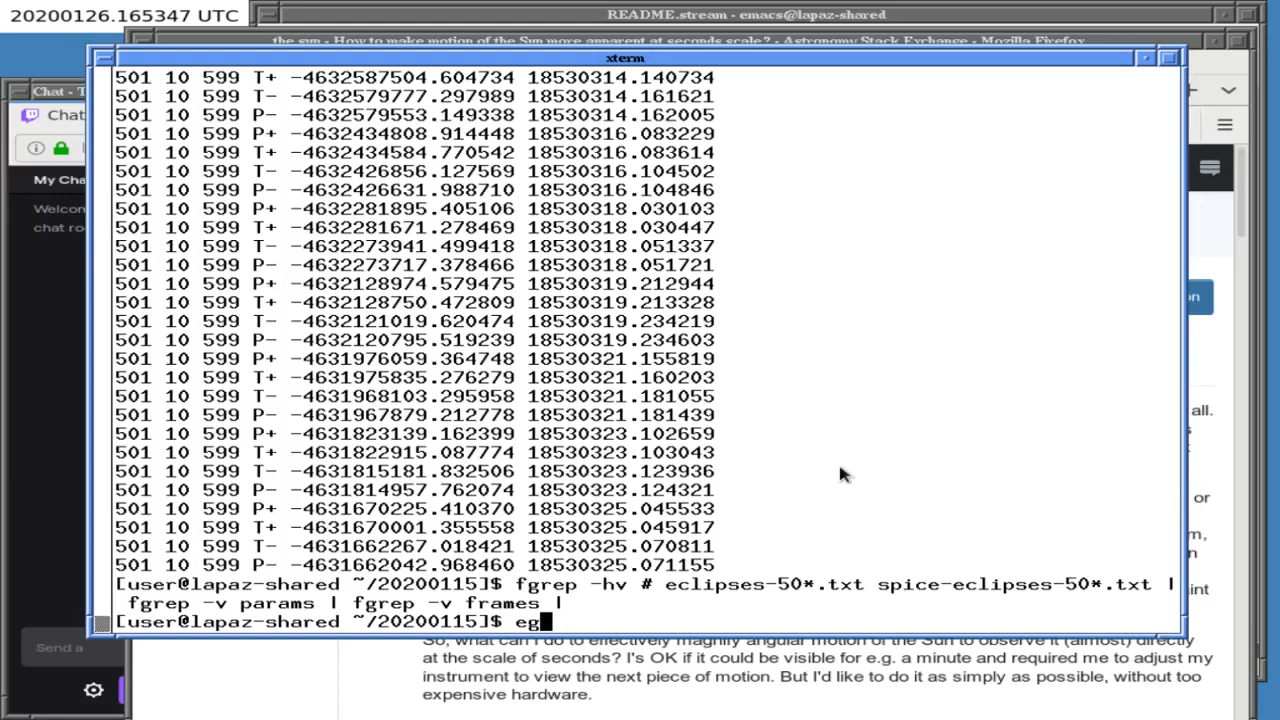 20200126.165347 UTC
README.stream - emacs@lapaz-shared
the sun - How to make motion of the Sun more apparent at seconds scale? - Astronomy Stack Exchange - Mozilla Firefox
xterm
Chat - T
Chat
My Cha
Welcon
chat ro
Send a
501 10 599 T+ -4632587504.604734 18530314.140734
501 10 599 T- -4632579777.297989 18530314.161621
501 10 599 P- -4632579553.149338 18530314.162005
501 10 599 P+ -4632434808.914448 18530316.083229
501 10 599 T+ -4632434584.770542 18530316.083614
501 10 599 T- -4632426856.127569 18530316.104502
501 10 599 P- -4632426631.988710 18530316.104846
501 10 599 P+ -4632281895.405106 18530318.030103
501 10 599 T+ -4632281671.278469 18530318.030447
501 10 599 T- -4632273941.499418 18530318.051337
501 10 599 P- -4632273717.378466 18530318.051721
501 10 599 P+ -4632128974.579475 18530319.212944
501 10 599 T+ -4632128750.472809 18530319.213328
501 10 599 T- -4632121019.620474 18530319.234219
501 10 599 P- -4632120795.519239 18530319.234603
501 10 599 P+ -4631976059.364748 18530321.155819
501 10 599 T+ -4631975835.276279 18530321.160203
501 10 599 T- -4631968103.295958 18530321.181055
501 10 599 P- -4631967879.212778 18530321.181439
501 10 599 P+ -4631823139.162399 18530323.102659
501 10 599 T+ -4631822915.087774 18530323.103043
501 10 599 T- -4631815181.832506 18530323.123936
501 10 599 P- -4631814957.762074 18530323.124321
501 10 599 P+ -4631670225.410370 18530325.045533
501 10 599 T+ -4631670001.355558 18530325.045917
501 10 599 T- -4631662267.018421 18530325.070811
501 10 599 P- -4631662042.968460 18530325.071155
[user@lapaz-shared ~/20200115]$ fgrep -hv # eclipses-50*.txt spice-eclipses-50*.txt |
fgrep -v params | fgrep -v frames |
[user@lapaz-shared ~/20200115]$ eg
on
all.
or
m,
n
aint
So, what can I do to effectively magnify angular motion of the Sun to observe it (almost) directly
at the scale of seconds? I's OK if it could be visible for e.g. a minute and required me to adjust my
instrument to view the next piece of motion. But I'd like to do it as simply as possible, without too
expensive hardware.